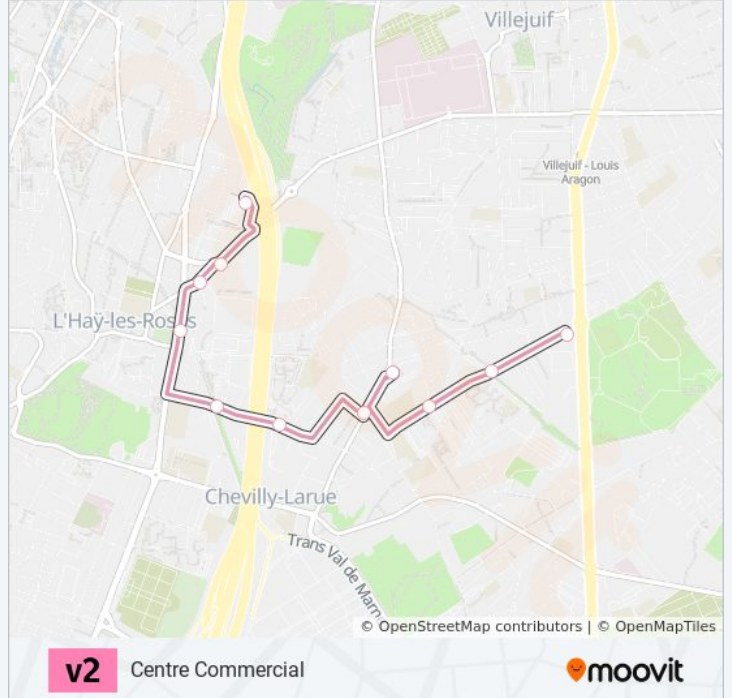 Villejuif
Villejuif - Louis
Aragon
L'Haÿ-les-Roses
Chevilly-Larue
Trans Val de Marn
© OpenStreetMap contributors | © OpenMapTiles
v2 Centre Commercial
moovit